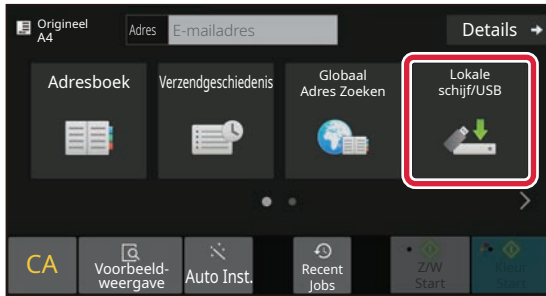 Origineel
A4
Adres
E-mailadres
Details
Adresboek
Verzendgeschiedenis
Globaal
Adres Zoeken
Lokale
schijf/USB
CA
Voorbeeld-
weergave
Auto Inst.
Recent
Jobs
Z/W
Start
Kleur
Start